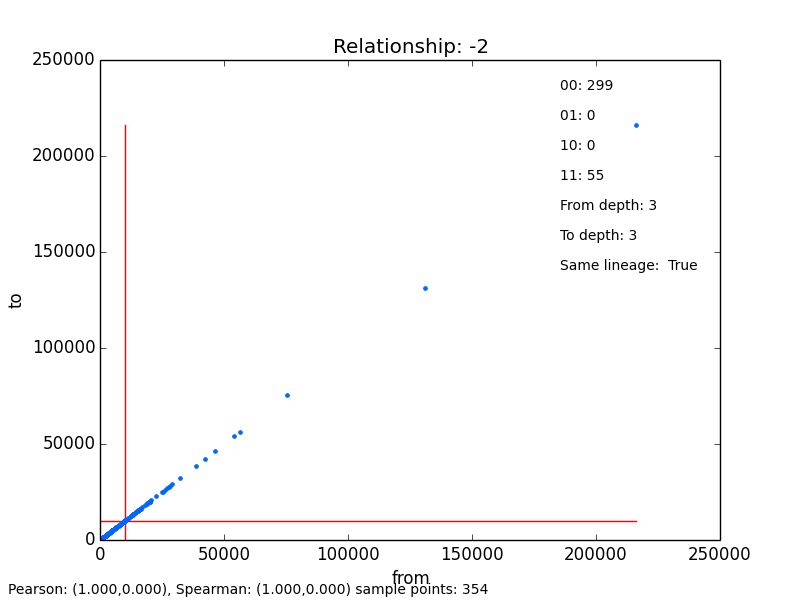 Relationship: -2
250000
200000
150000
100000
50000
0
to
00: 299
01: 0
10: 0
11: 55
From depth: 3
To depth: 3
Same lineage:  True
0 50000 100000 150000 200000 250000
from
Pearson: (1.000,0.000), Spearman: (1.000,0.000) sample points: 354